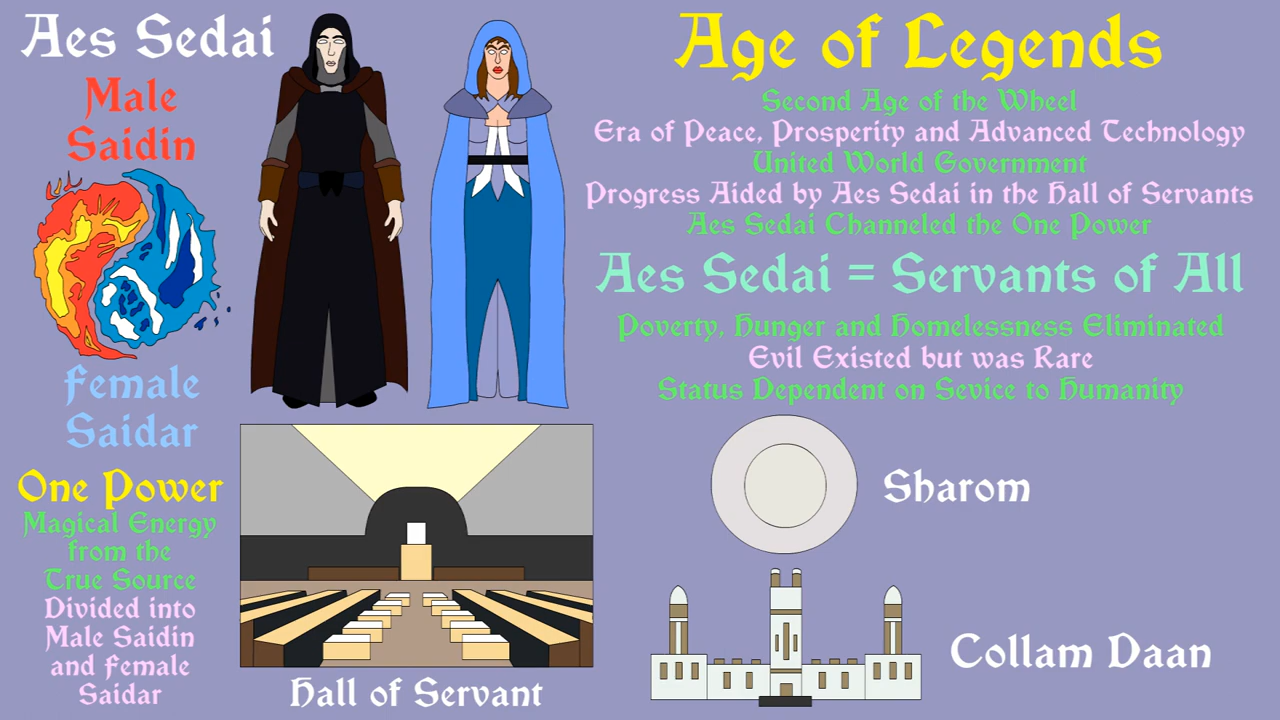 Aes Sedai
Male
Saidin
Female
Saidar
One Power
Magical Energy
from the
True Source
Divided into
Male Saidin
and Female
Saidar
Hall of Servant
Age of Legends
Second Age of the Wheel
Era of Peace, Prosperity and Advanced Technology
United World Government
Progress Aided by Aes Sedai in the Hall of Servants
Aes Sedai Channeled the One Power
Aes Sedai = Servants of All
Poverty, Hunger and Homelessness Eliminated
Evil Existed but was Rare
Status Dependent on Sevice to Humanity
Sharom
Collam Daan